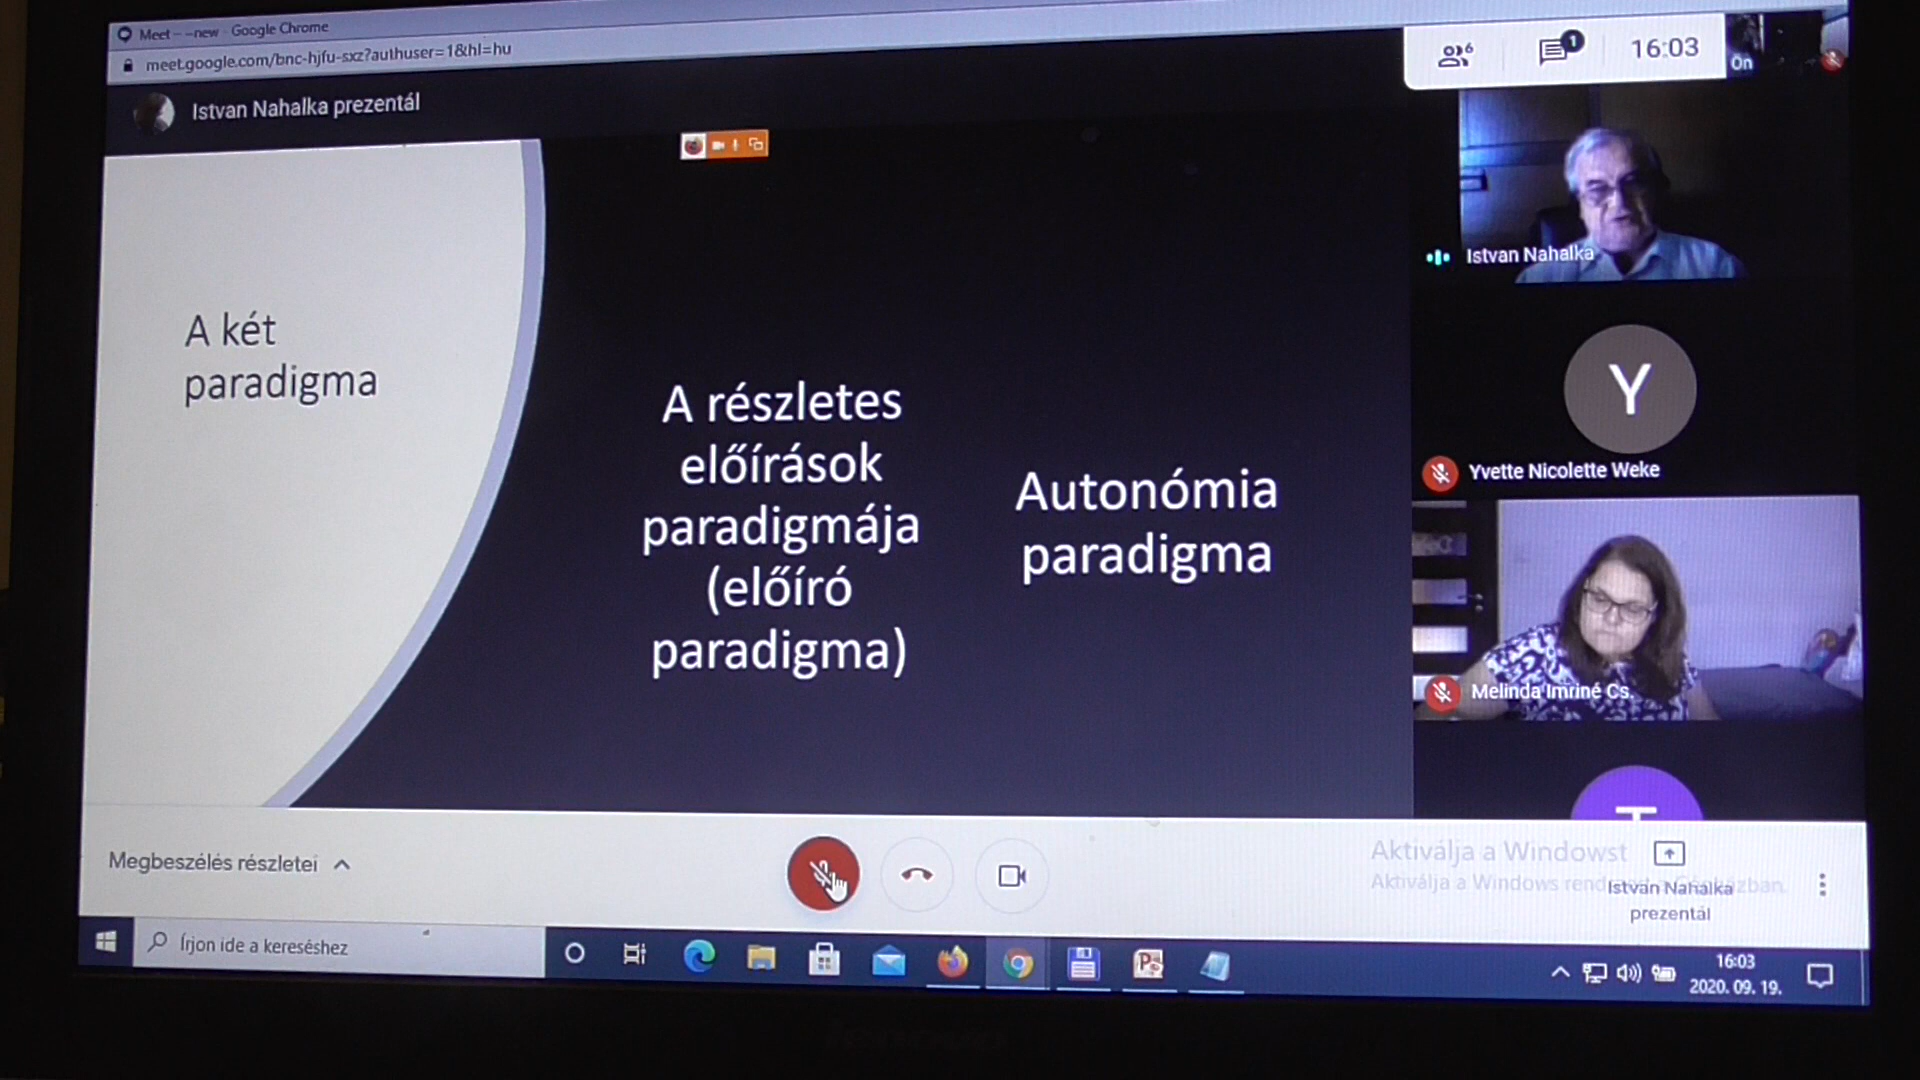 Meet – -new - Google Chrome
meet.google.com/bnc-hjfu-sxz?authuser=1&hl=hu
Istvan Nahalka prezentál
6
1
16:03
Ön
A két
paradigma
A részletes
előírások
paradigmája
(előíró
paradigma)
Autonómia
paradigma
Istvan Nahalka
Y
Yvette Nicolette Weke
Melinda Imriné Cs.
Megbeszélés részletei
Aktiválja a Windowst
Aktiválja a Windows
Istvan Nahalka
prezentál
Írjon ide a kereséshez
16:03
2020. 09. 19.